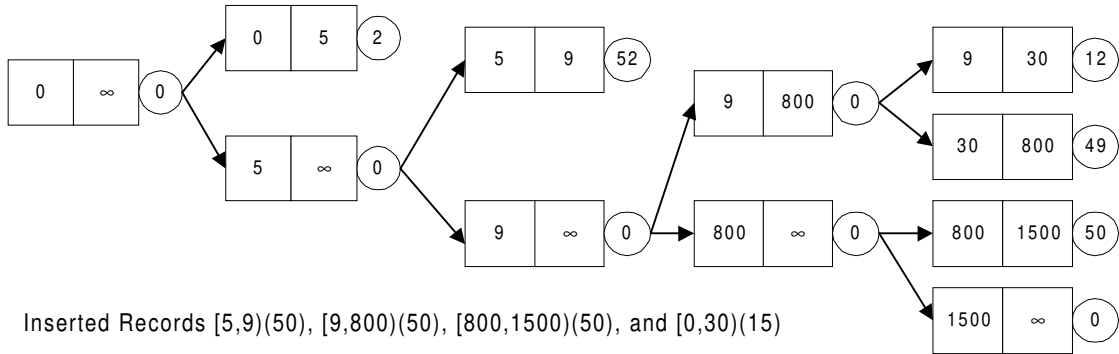 0 ∞ 0
0 5 2
5 ∞ 0
5 9 52
9 ∞ 0
9 800 0
800 ∞ 0
9 30 12
30 800 49
800 1500 50
1500 ∞ 0
Inserted Records [5,9)(50), [9,800)(50), [800,1500)(50), and [0,30)(15)